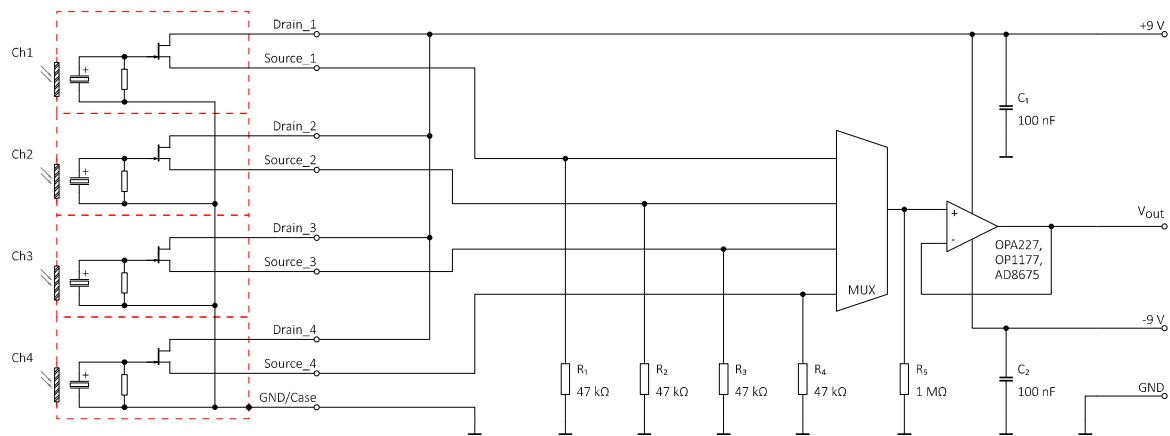 Drain_1
+9 V
Ch1
Source_1
C₁
100 nF
Drain_2
Ch2
Source_2
Drain_3
Vout
Ch3
Source_3
OPA227,
OP1177,
AD8675
MUX
Drain_4
-9 V
Ch4
Source_4
R₁
47 kΩ
R₂
47 kΩ
R₃
47 kΩ
R₄
47 kΩ
R₅
1 MΩ
C₂
100 nF
GND/Case
GND
+
+
+
+
+
-